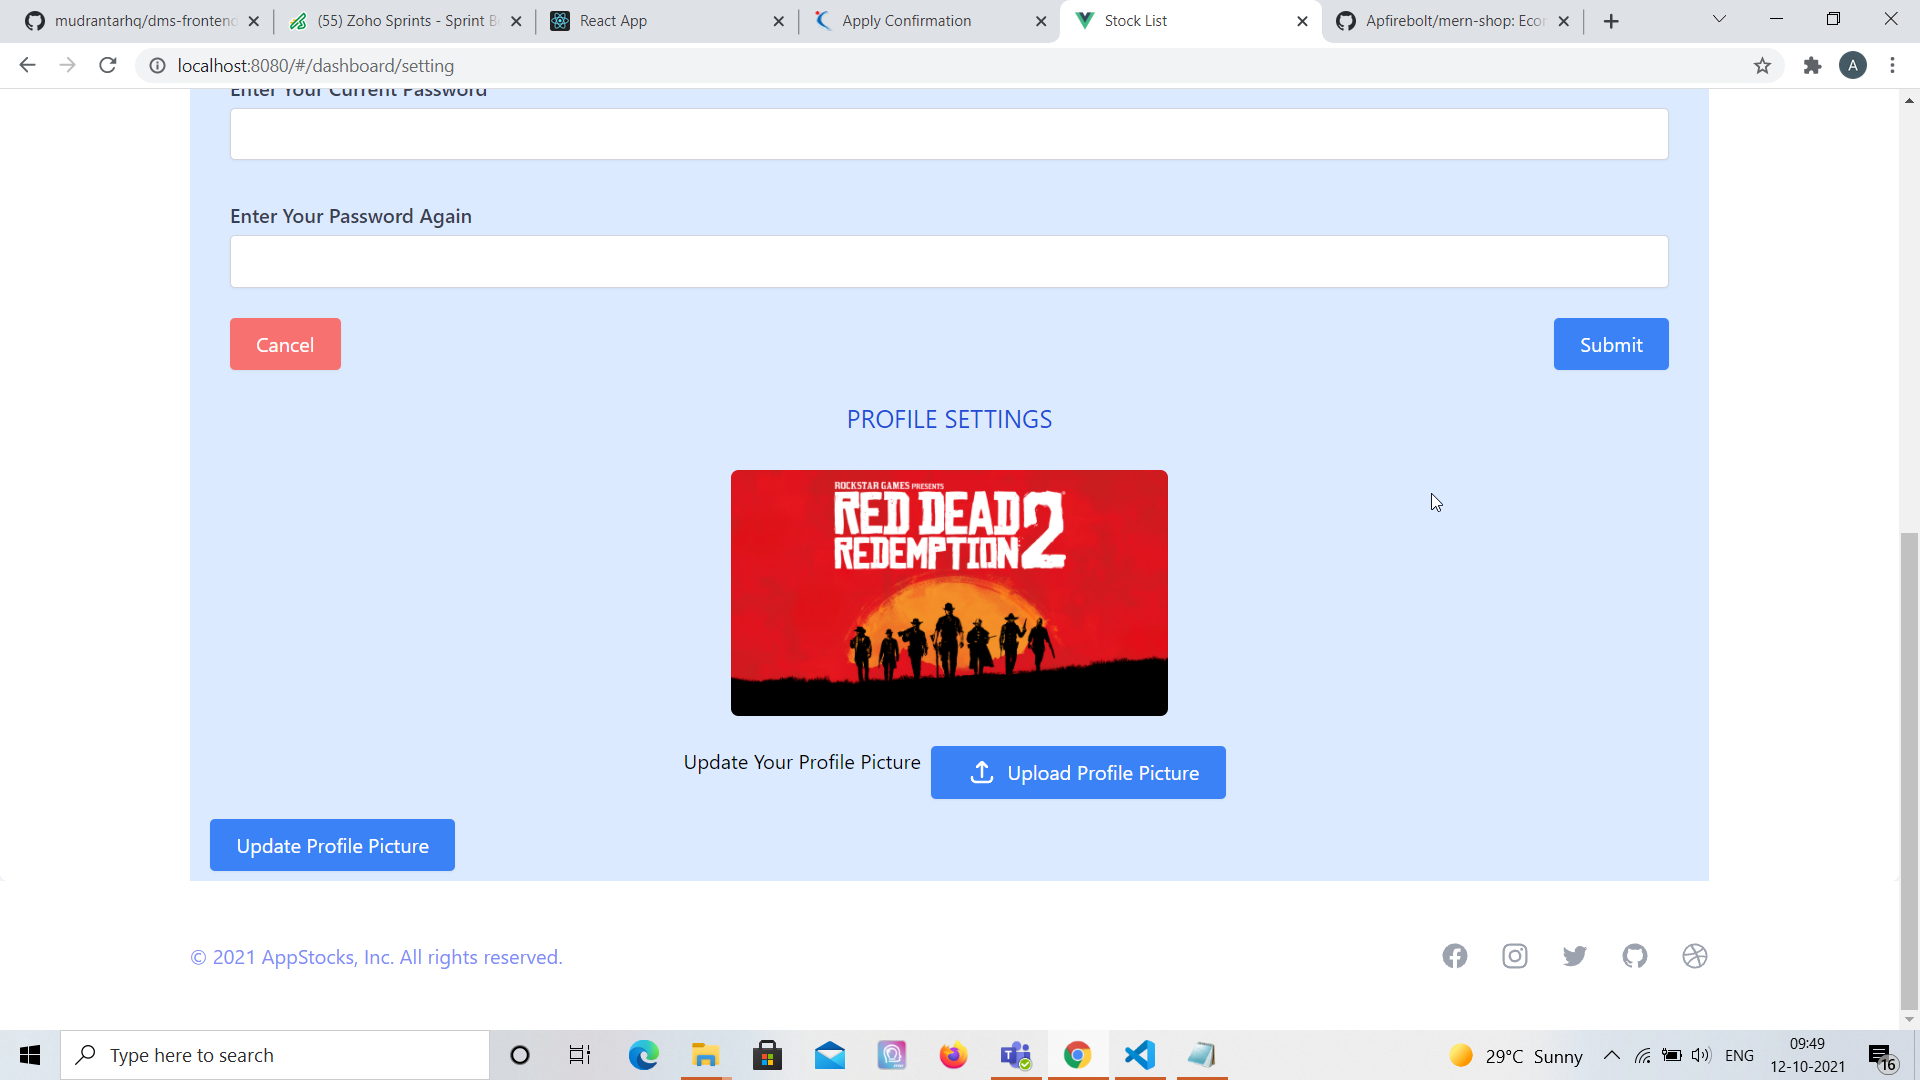 mudrantarhq/dms-frontend
(55) Zoho Sprints - Sprint B
React App
Apply Confirmation
Stock List
Apfirebolt/mern-shop: Ecor
localhost:8080/#/dashboard/setting
A
Enter Your Current Password
Enter Your Password Again
Cancel
Submit
PROFILE SETTINGS
ROCKSTAR GAMES PRESENTS
RED DEAD
REDEMPTION 2
Update Your Profile Picture
Upload Profile Picture
Update Profile Picture
© 2021 AppStocks, Inc. All rights reserved.
Type here to search
29°C Sunny
ENG
09:49
12-10-2021
16